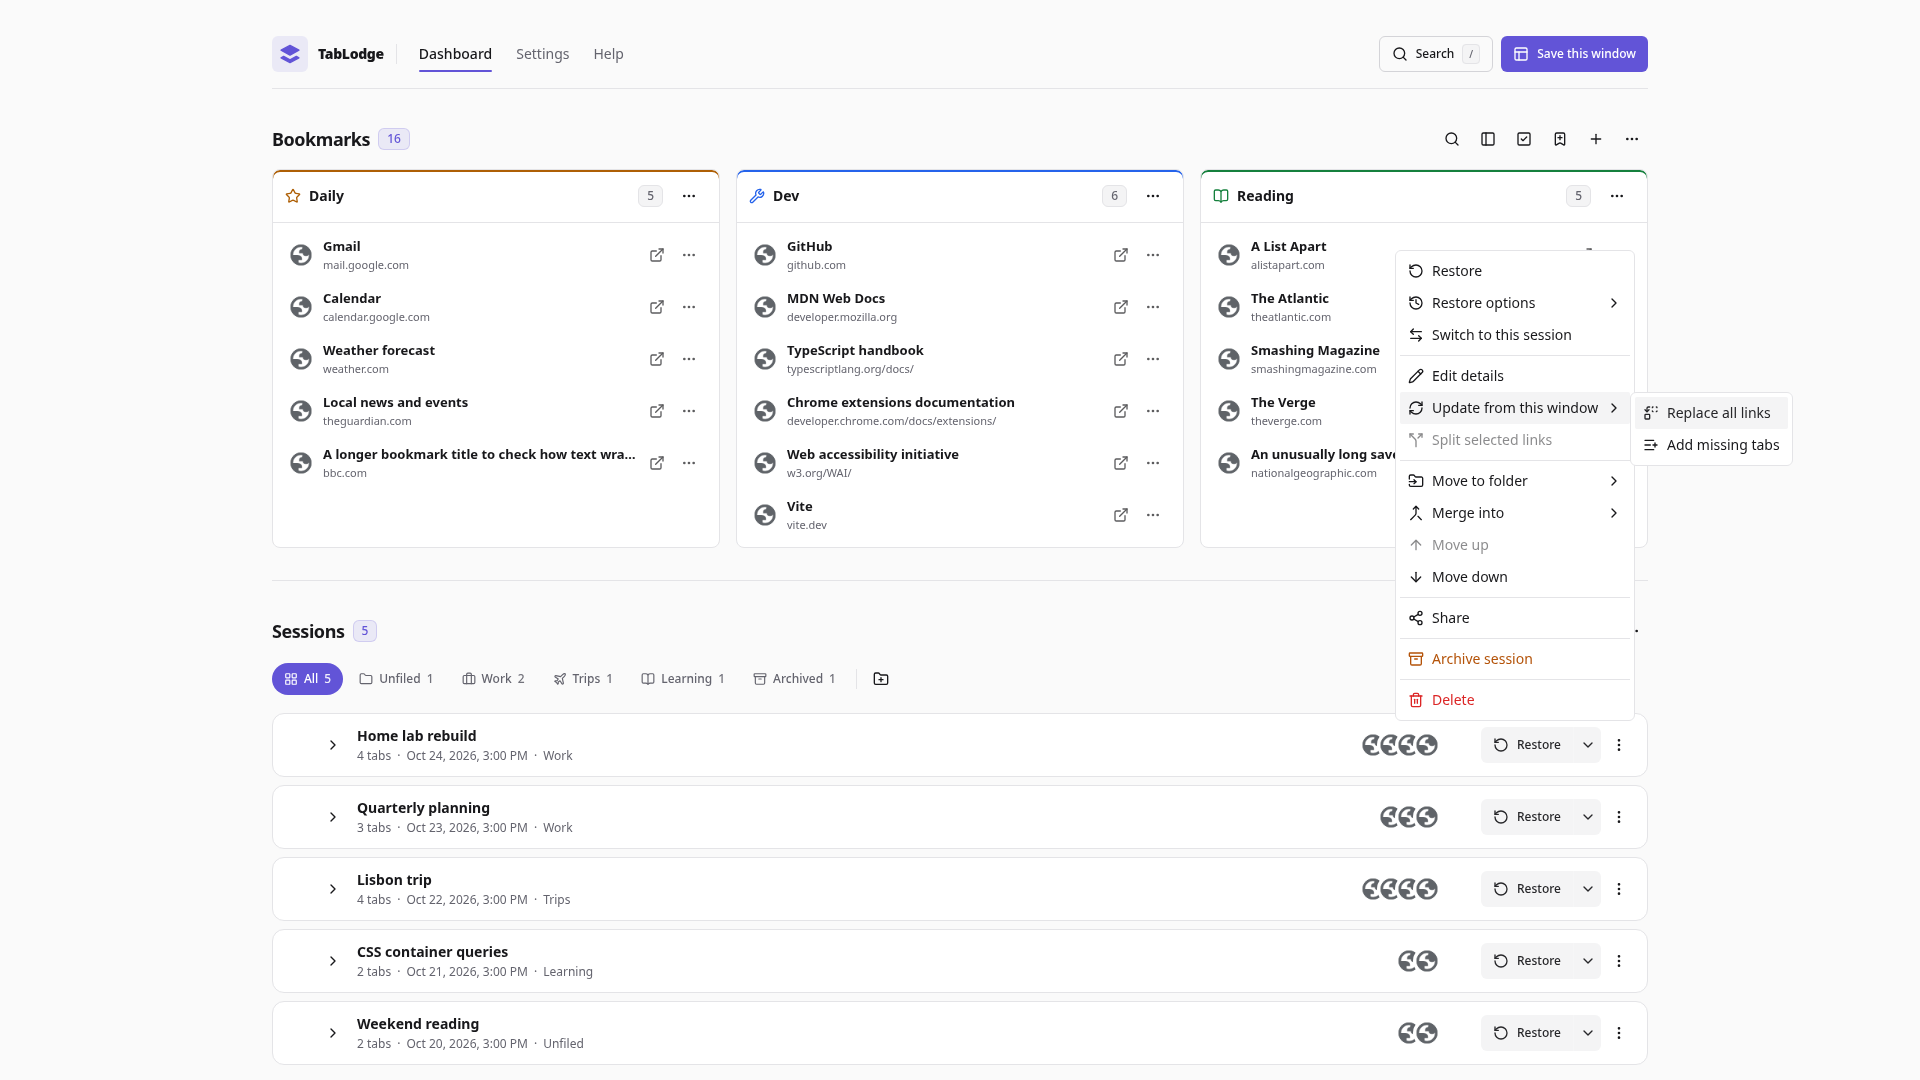 TabLodge
Dashboard
Settings
Help
Search /
Save this window
Bookmarks 16
Daily 5
Gmail
mail.google.com
Calendar
calendar.google.com
Weather forecast
weather.com
Local news and events
theguardian.com
A longer bookmark title to check how text wra...
bbc.com
Dev 6
GitHub
github.com
MDN Web Docs
developer.mozilla.org
TypeScript handbook
typescriptlang.org/docs/
Chrome extensions documentation
developer.chrome.com/docs/extensions/
Web accessibility initiative
w3.org/WAI/
Vite
vite.dev
Reading 5
A List Apart
alistapart.com
The Atlantic
theatlantic.com
Smashing Magazine
smashingmagazine.com
The Verge
theverge.com
An unusually long save
nationalgeographic.com
Restore
Restore options
Switch to this session
Edit details
Update from this window
Split selected links
Move to folder
Merge into
Move up
Move down
Share
Archive session
Delete
Replace all links
Add missing tabs
Sessions 5
All 5
Unfiled 1
Work 2
Trips 1
Learning 1
Archived 1
Home lab rebuild
4 tabs · Oct 24, 2026, 3:00 PM · Work
Restore
Quarterly planning
3 tabs · Oct 23, 2026, 3:00 PM · Work
Restore
Lisbon trip
4 tabs · Oct 22, 2026, 3:00 PM · Trips
Restore
CSS container queries
2 tabs · Oct 21, 2026, 3:00 PM · Learning
Restore
Weekend reading
2 tabs · Oct 20, 2026, 3:00 PM · Unfiled
Restore